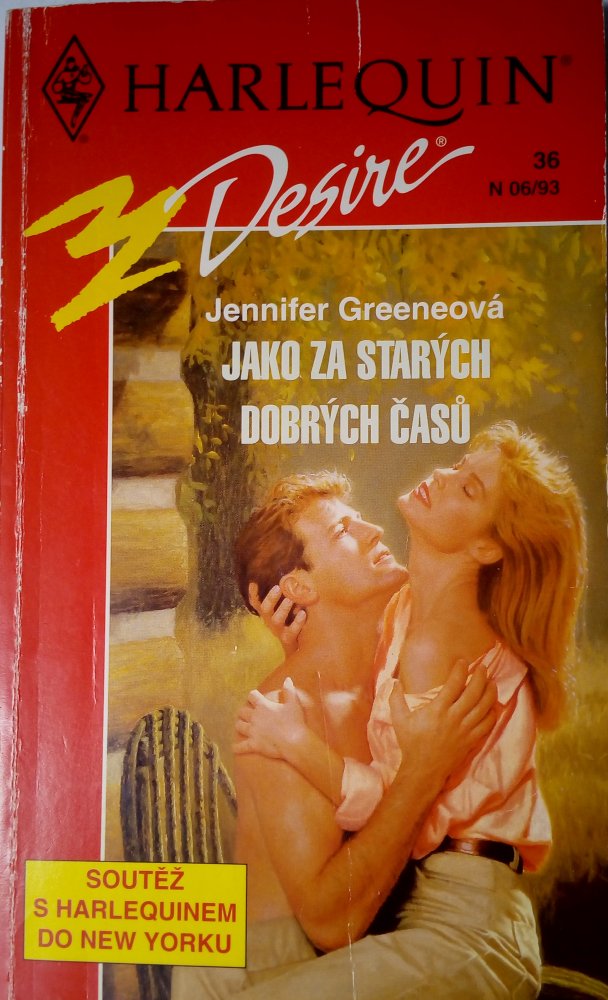 HARLEQUIN®
®
Desire®
36
N 06/93
Jennifer Greeneová
JAKO ZA STARÝCH
DOBRÝCH ČASŮ
SOUTĚŽ
S HARLEQUINEM
DO NEW YORKU